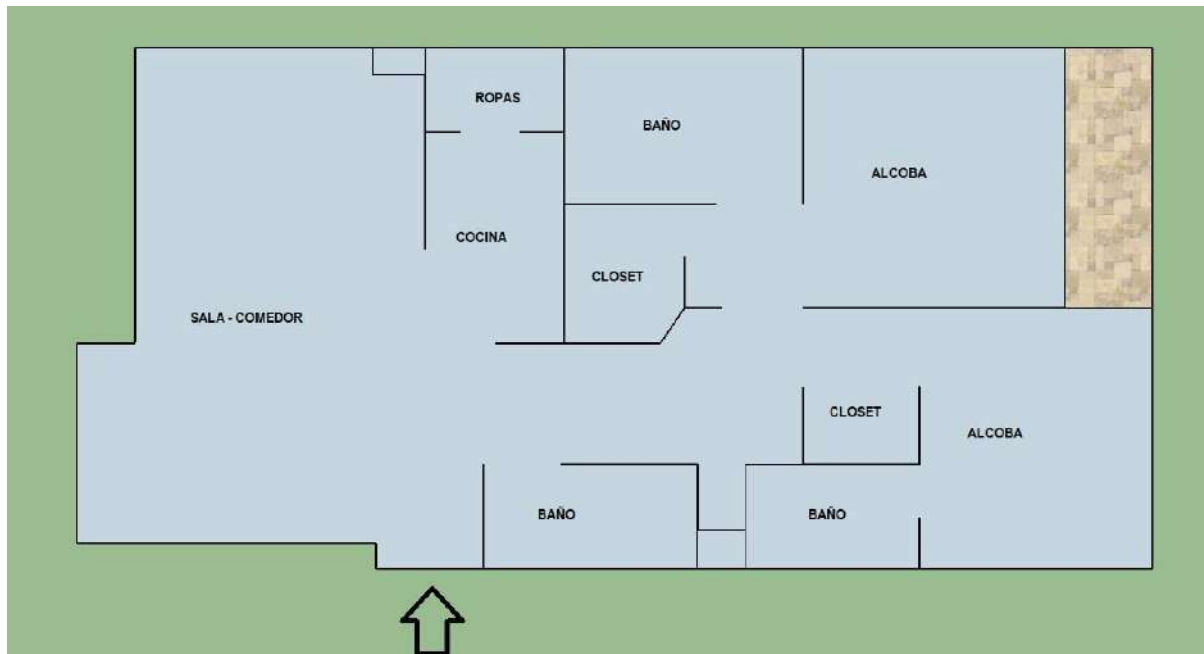 ROPAS
BAÑO
ALCOBA
COCINA
CLOSET
SALA - COMEDOR
CLOSET
ALCOBA
BAÑO
BAÑO